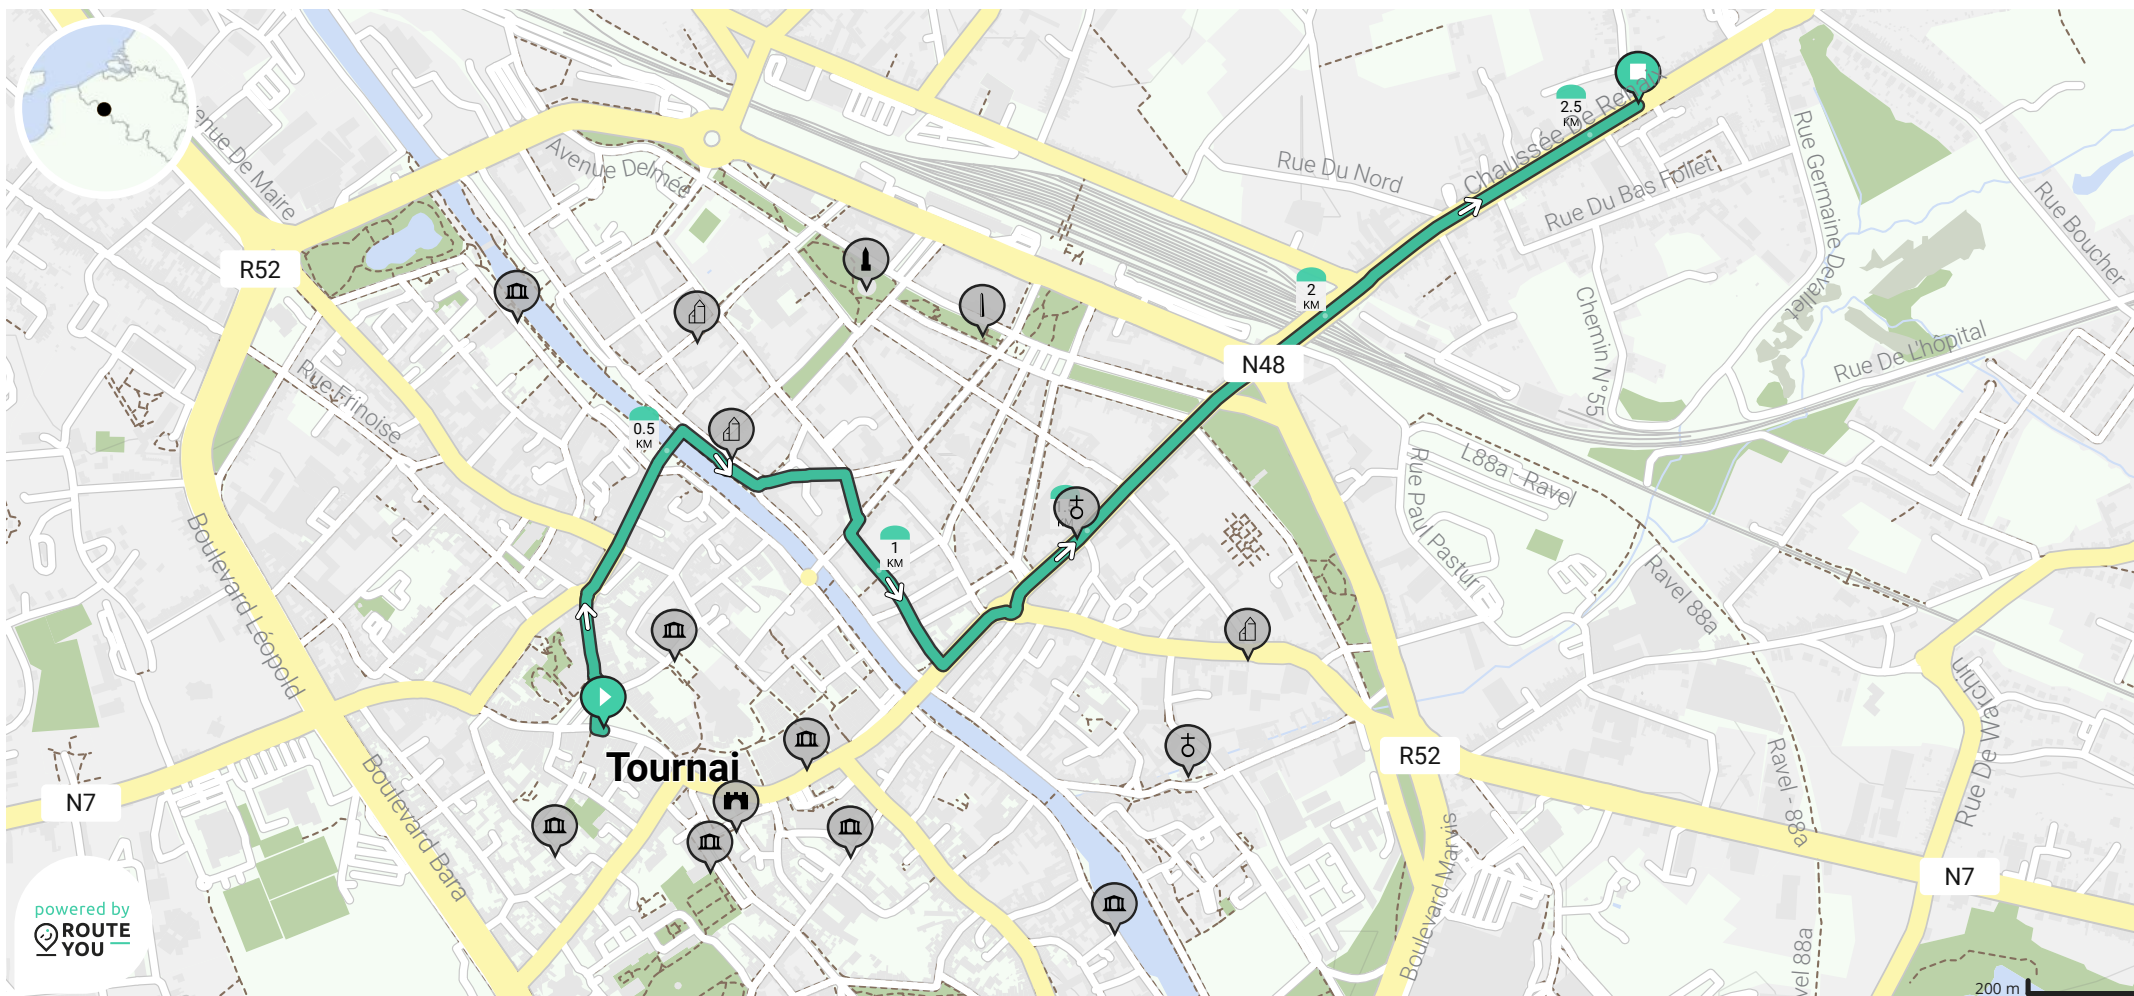 enue De Maire
Avenue Delmée
R52
Rue Frinoise
Rue Du Nord
Chaussée De Renaix
2.5
KM
Rue Du Bas Follet
Rue Germaine Devallet
Rue Boucher
2
KM
N48
Chemin N°55
Rue De L'hôpital
0.5
KM
L88a - Ravel
Rue Paul Pastur
1
KM
Boulevard Léopold
Ravel 88a
Rue De Warchin
Tournai
R52
Ravel - 88a
N7
Boulevard Bara
Boulevard Marvis
N7
vel 88a
powered by
ROUTE
YOU
200 m